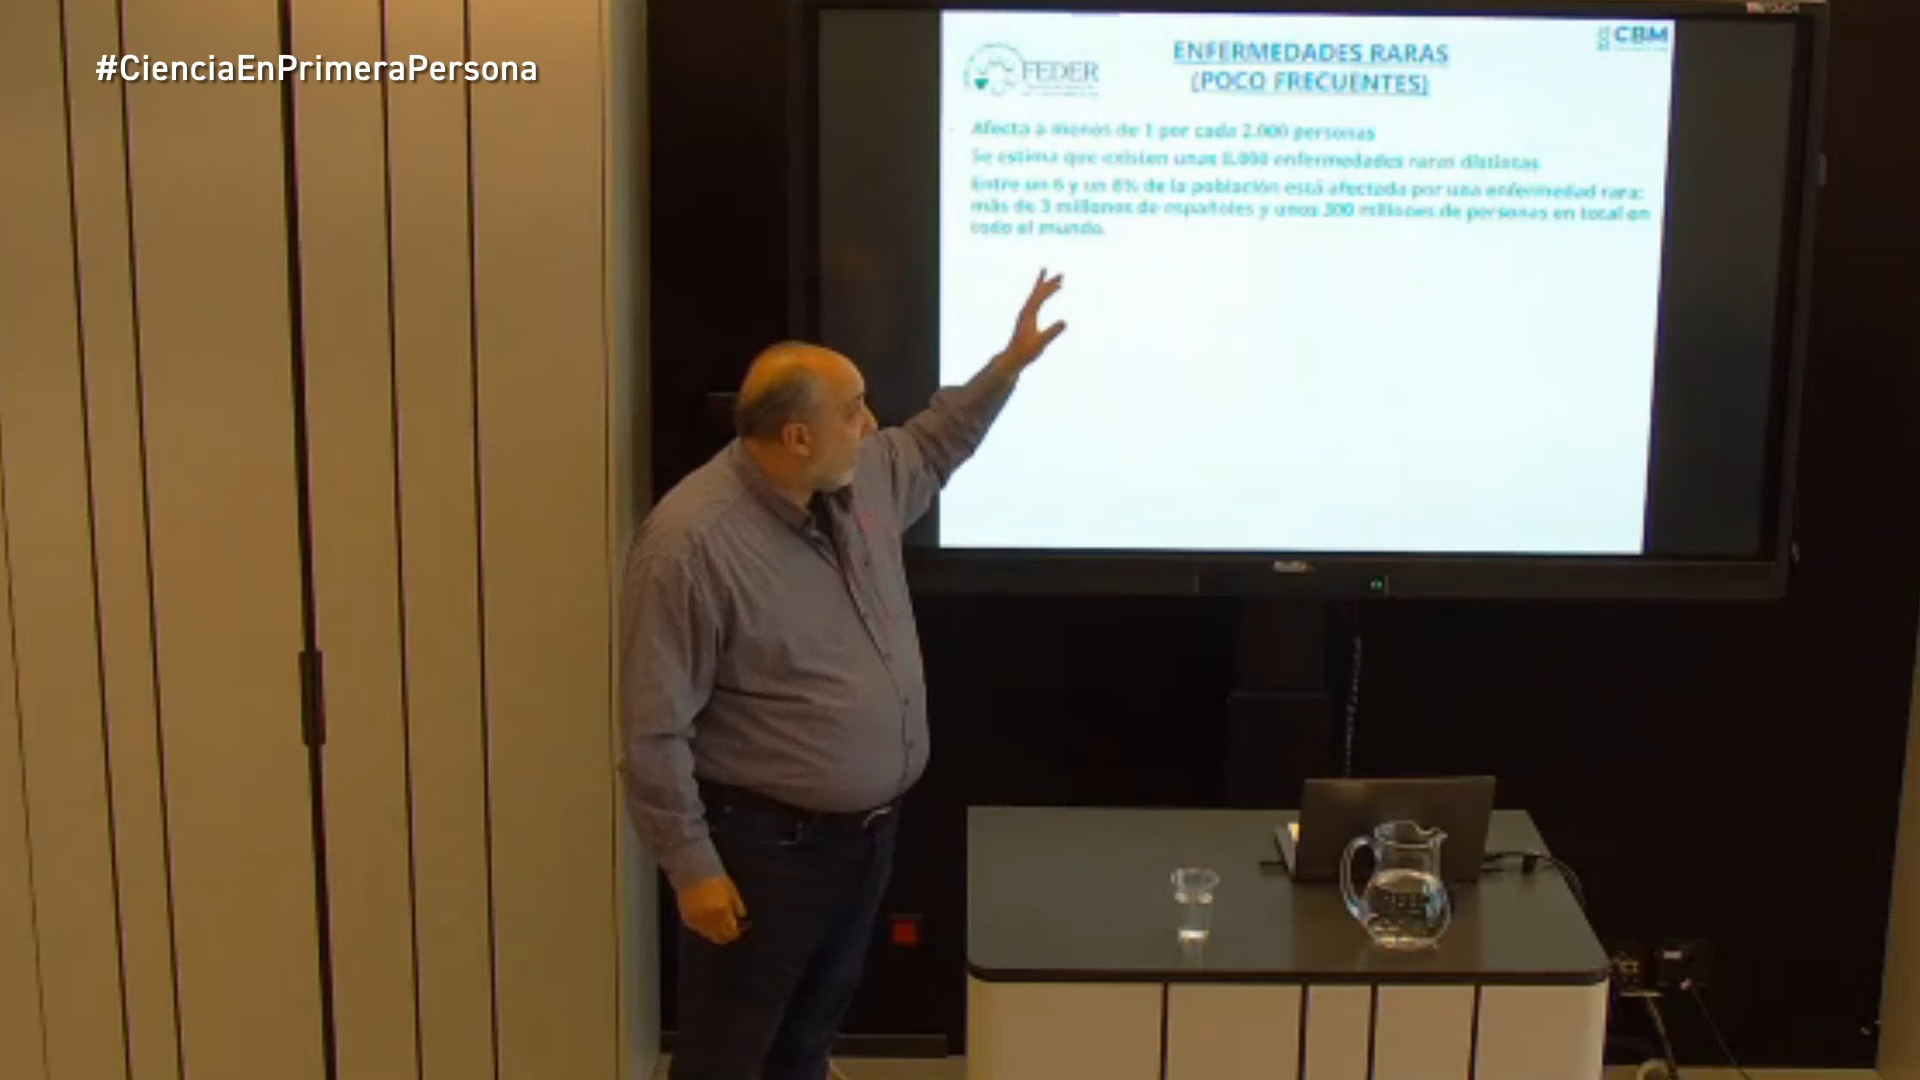 #CienciaEnPrimeraPersona
CBM
FEDER
ENFERMEDADES RARAS
(POCO FRECUENTES)
Afecta a menos de 1 por cada 2.000 personas
Se estima que existen unas 8.000 enfermedades raras distintas
Entre un 6 y un 8% de la población está afectada por una enfermedad rara:
más de 3 millones de españoles y unos 300 millones de personas en total en
todo el mundo.